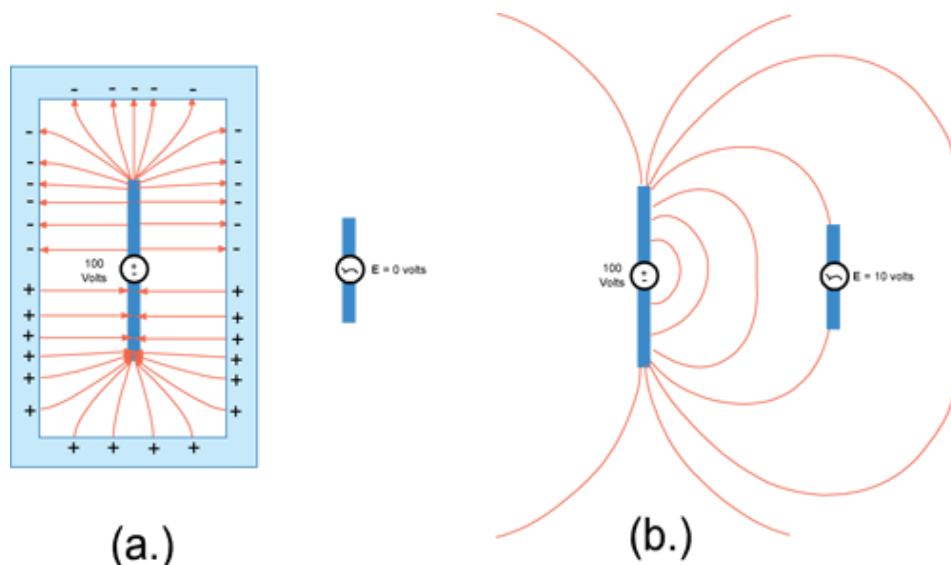 - - - - -
- -
- -
- -
- -
- -
- -
100
Volts
+
-
E = 0 volts
+ +
+ +
+ +
+ +
+ +
+ +
+ + + +
(a.)
100
Volts
+
-
E = 10 volts
(b.)